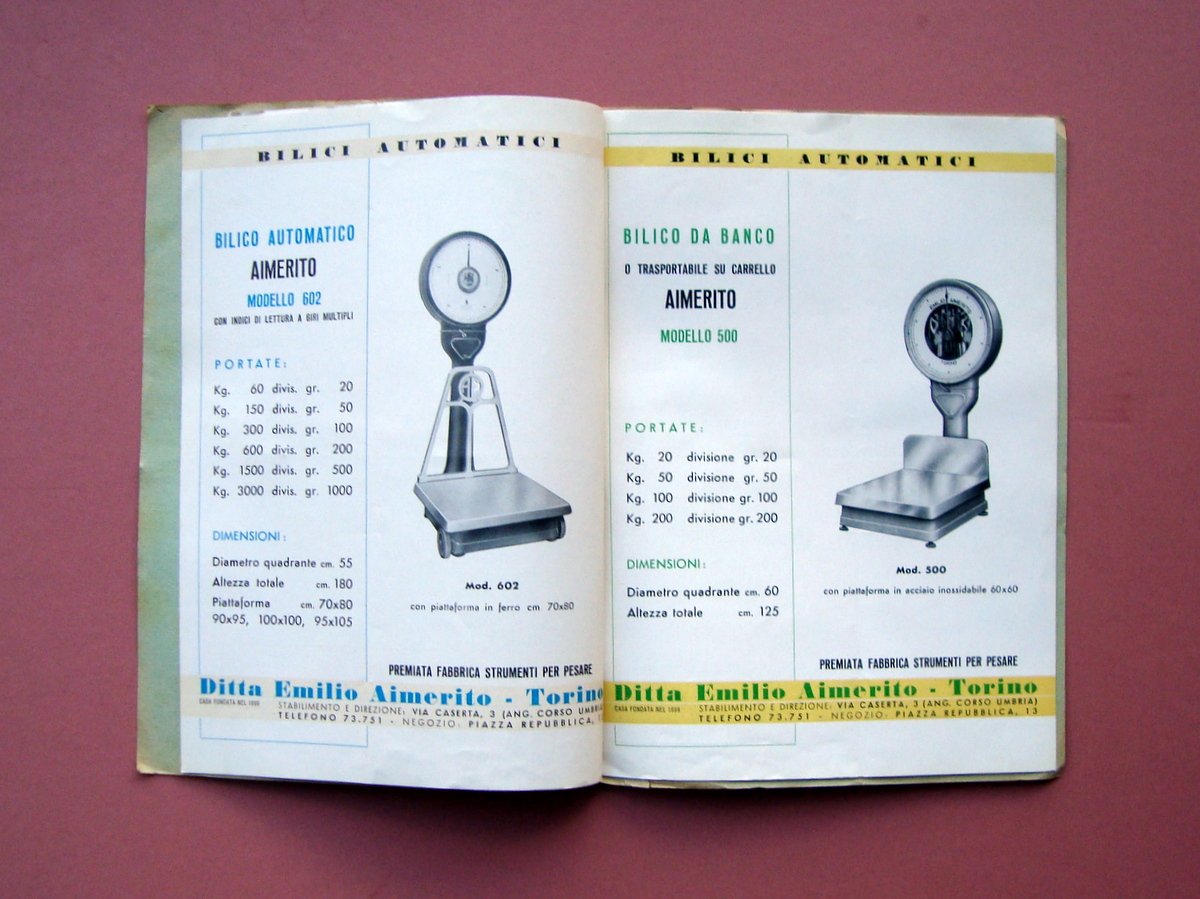 BILICI AUTOMATICI
BILICO AUTOMATICO
AIMERITO
MODELLO 602
CON INDICI DI LETTURA A GIRI MULTIPLI
PORTATE:
Kg. 60 divis. gr. 20
Kg. 150 divis. gr. 50
Kg. 300 divis. gr. 100
Kg. 600 divis. gr. 200
Kg. 1500 divis. gr. 500
Kg. 3000 divis. gr. 1000
DIMENSIONI:
Diametro quadrante cm. 55
Altezza totale cm. 180
Piattaforma cm. 70x80
90x95, 100x100, 95x105
Mod. 602
con piattaforma in ferro cm 70x80
PREMIATA FABBRICA STRUMENTI PER PESARE
Ditta Emilio Aimerito - Torino
CASA FONDATA NEL
STABILIMENTO E DIREZIONE: VIA CASERTA, 3 (ANG. CORSO UMBRIA
TELEFONO 73.751 - NEGOZIO: PIAZZA REPUBBLICA, 1
BILICI AUTOMATICI
BILICO DA BANCO
O TRASPORTABILE SU CARRELLO
AIMERITO
MODELLO 500
PORTATE:
Kg. 20 divisione gr. 20
Kg. 50 divisione gr. 50
Kg. 100 divisione gr. 100
Kg. 200 divisione gr. 200
DIMENSIONI:
Diametro quadrante cm. 60
Altezza totale cm. 125
EMILIO AIMERITO
TORINO
Mod. 500
con piattaforma in acciaio inossidabile 60x60
PREMIATA FABBRICA STRUMENTI PER PESARE
Ditta Emilio Aimerito - Torino
CASA FONDATA NEL
STABILIMENTO E DIREZIONE: VIA CASERTA, 3 (ANG. CORSO UMBRIA)
TELEFONO 73.751 - NEGOZIO: PIAZZA REPUBBLICA, 13